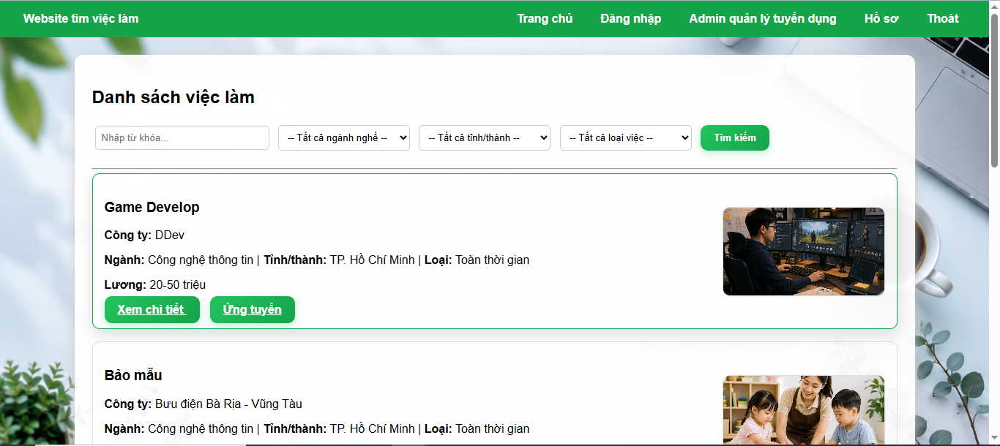 Website tìm việc làm Trang chủ Đăng nhập Admin quản lý tuyển dụng Hồ sơ Thoát
Danh sách việc làm
Nhập từ khóa... -- Tất cả ngành nghề -- -- Tất cả tỉnh/thành -- -- Tất cả loại việc -- Tìm kiếm
Game Develop
Công ty: DDev
Ngành: Công nghệ thông tin | Tỉnh/thành: TP. Hồ Chí Minh | Loại: Toàn thời gian
Lương: 20-50 triệu
Xem chi tiết Ứng tuyển
Bảo mẫu
Công ty: Bưu điện Bà Rịa - Vũng Tàu
Ngành: Công nghệ thông tin | Tỉnh/thành: TP. Hồ Chí Minh | Loại: Toàn thời gian